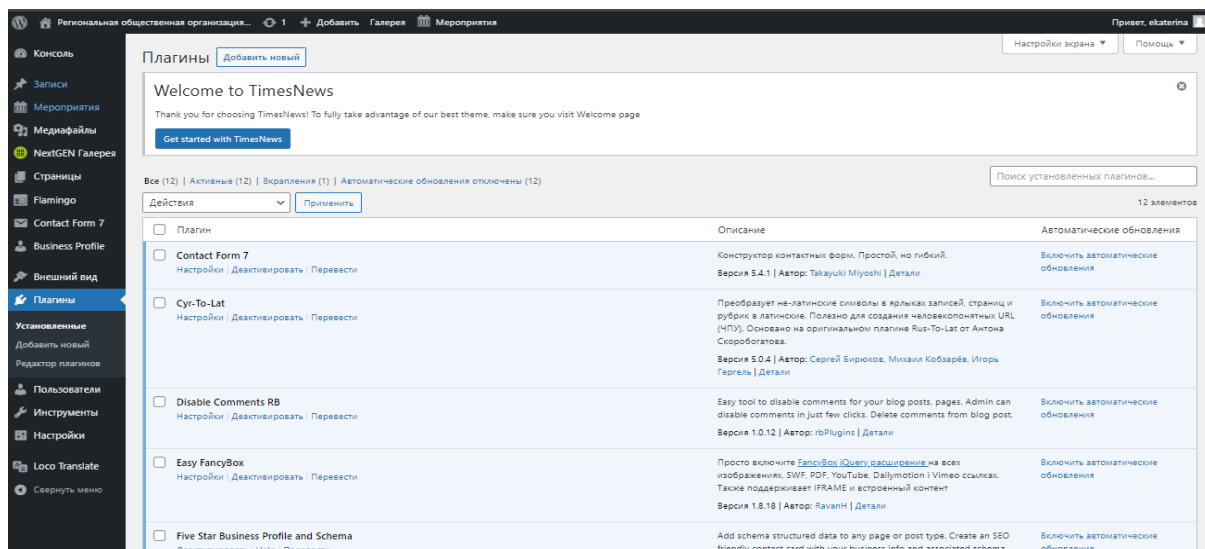 Региональная общественная организация... 1 Добавить Галерея Мероприятия Привет, ekaterina
Настройки экрана ▼ Помощь ▼
Консоль
Записи
Мероприятия
Медиафайлы
NextGEN Галерея
Страницы
Flamingo
Contact Form 7
Business Profile
Внешний вид
Плагины
Установленные
Добавить новый
Редактор плагинов
Пользователи
Инструменты
Настройки
Loco Translate
Свернуть меню
Плагины Добавить новый
Welcome to TimesNews
Thank you for choosing TimesNews! To fully take advantage of our best theme, make sure you visit Welcome page
Get started with TimesNews
Все (12) | Активные (12) | Вкрапления (1) | Автоматические обновления отключены (12)
Поиск установленных плагинов...
Действия Применить
12 элементов
Плагин Описание Автоматические обновления
Contact Form 7
Настройки | Деактивировать | Перевести
Конструктор контактных форм. Простой, но гибкий.
Версия 5.4.1 | Автор: Takayuki Miyoshi | Детали
Включить автоматические
обновления
Cyr-To-Lat
Настройки | Деактивировать | Перевести
Преобразует не-латинские символы в ярлыках записей, страниц и
рубрик в латинские. Полезно для создания человекопонятных URL
(ЧПУ). Основано на оригинальном плагине Rus-To-Lat от Антона
Скоробогатова.
Версия 5.0.4 | Автор: Сергей Бирюков, Михаил Кобзарёв, Игорь
Гергель | Детали
Включить автоматические
обновления
Disable Comments RB
Настройки | Деактивировать | Перевести
Easy tool to disable comments for your blog posts, pages. Admin can
disable comments in just few clicks. Delete comments from blog post.
Версия 1.0.12 | Автор: rbPlugins | Детали
Включить автоматические
обновления
Easy FancyBox
Настройки | Деактивировать | Перевести
Просто включите FancyBox jQuery расширение на всех
изображениях, SWF, PDF, YouTube, Dailymotion i Vimeo ссылках.
Также поддерживает IFRAME и встроенный контент
Версия 1.8.18 | Автор: RavanH | Детали
Включить автоматические
обновления
Five Star Business Profile and Schema
Add schema structured data to any page or post type. Create an SEO
friendly contact card with your business info and associated schema
Включить автоматические